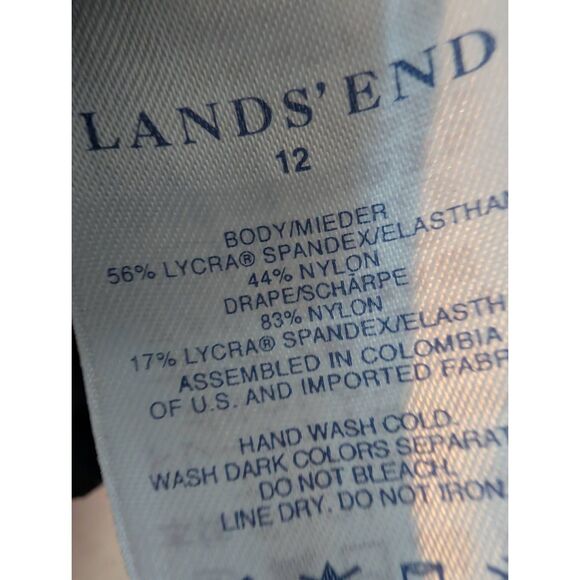 LANDS' END
12
BODY/MIEDER
56% LYCRA® SPANDEX/ELASTHA
44% NYLON
DRAPE/SCHÄRPE
83% NYLON
17% LYCRA® SPANDEX/ELASTH
ASSEMBLED IN COLOMBIA
OF U.S. AND IMPORTED FABR
HAND WASH COLD.
WASH DARK COLORS SEPARAT
DO NOT BLEACH.
LINE DRY. DO NOT IRON.